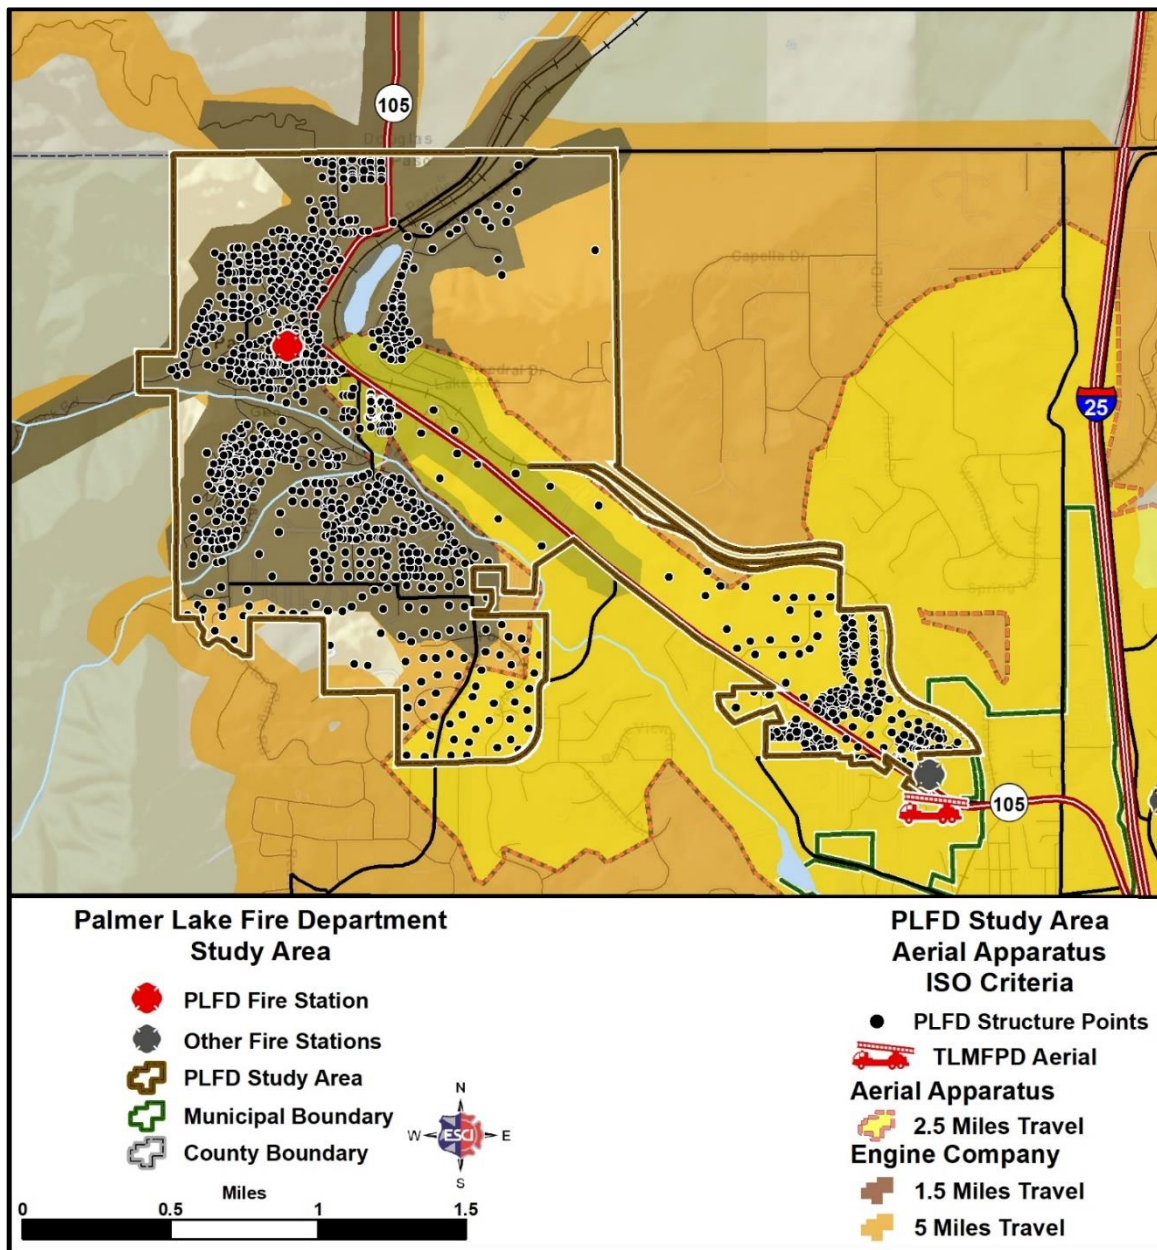 105
Douglas
Capella Dr
Lake Ave
25
105
Palmer Lake Fire Department
Study Area
PLFD Fire Station
Other Fire Stations
PLFD Study Area
Municipal Boundary
County Boundary
N
W
ESCI
E
S
Miles
0
0.5
1
1.5
PLFD Study Area
Aerial Apparatus
ISO Criteria
PLFD Structure Points
TLMFPD Aerial
Aerial Apparatus
2.5 Miles Travel
Engine Company
1.5 Miles Travel
5 Miles Travel